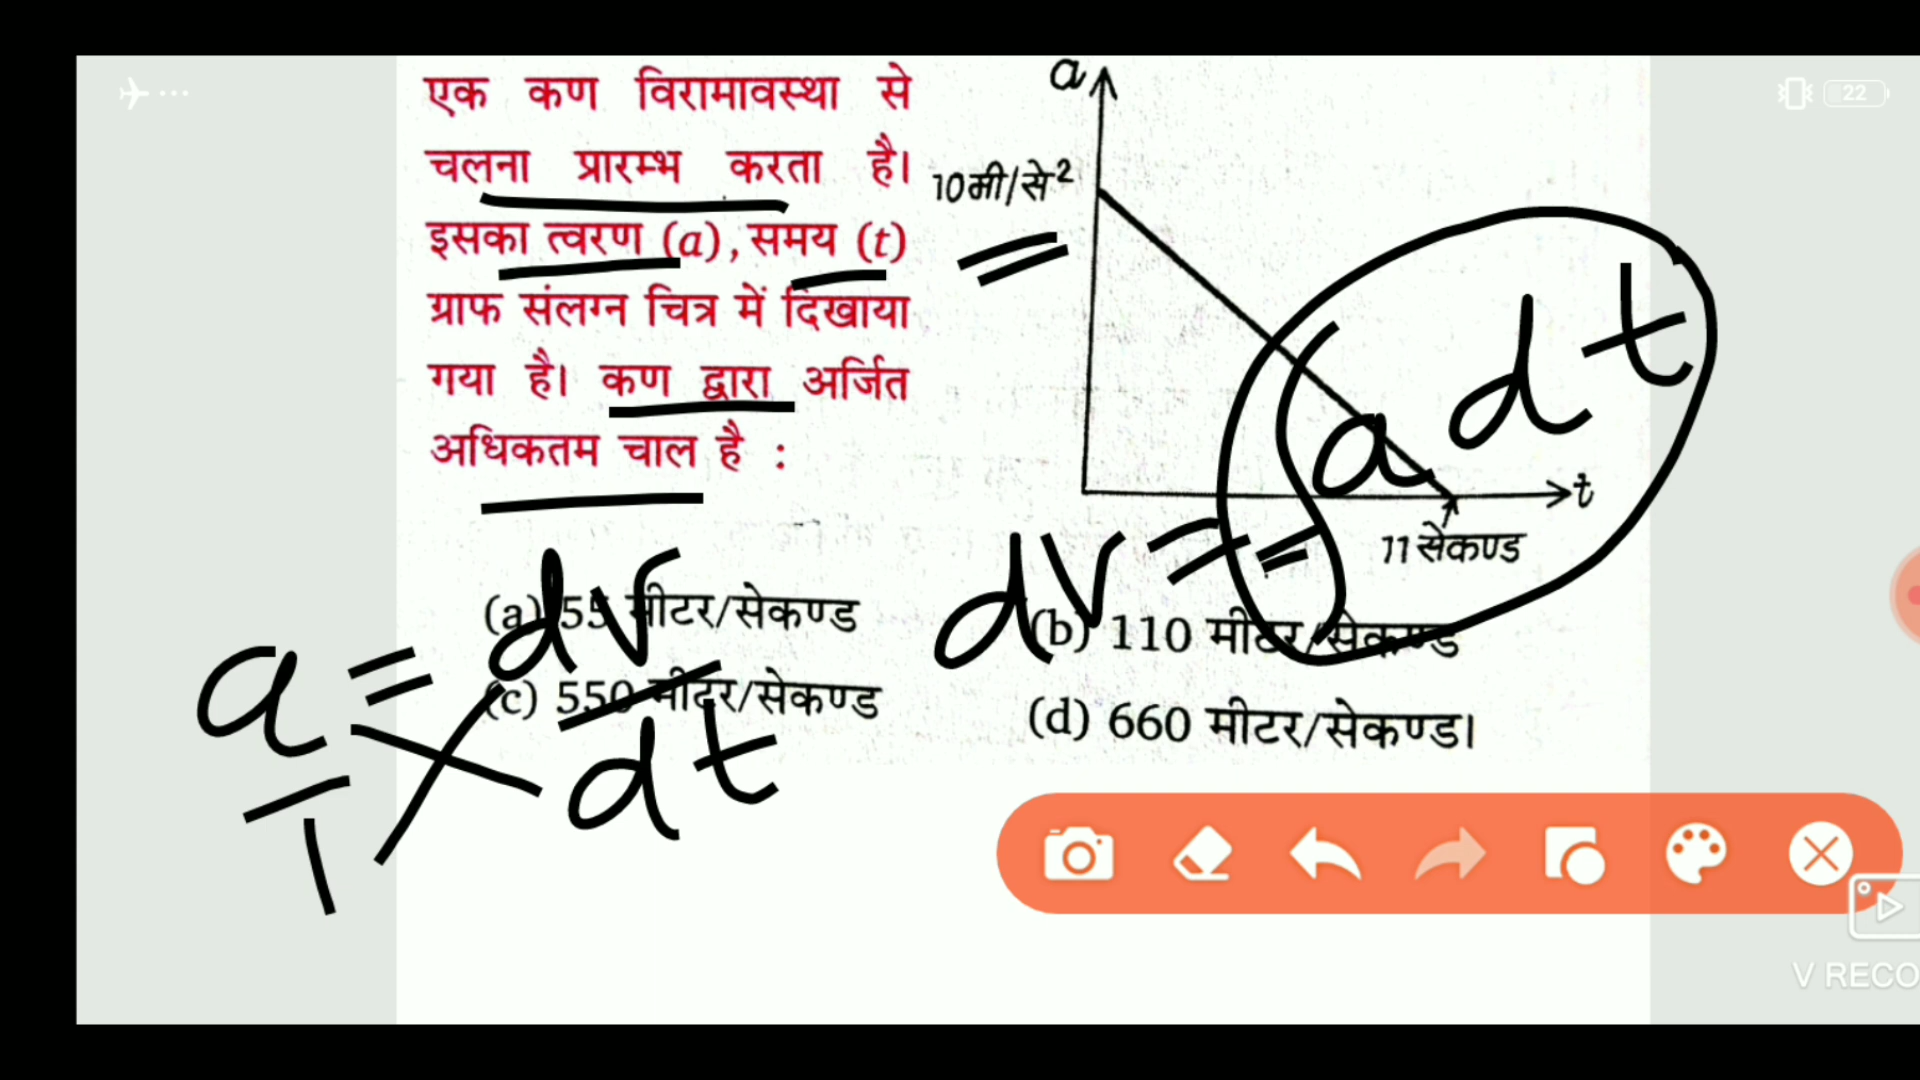 22
एक कण विरामावस्था से
चलना प्रारम्भ करता है।
इसका त्वरण (a), समय (t)
ग्राफ संलग्न चित्र में दिखाया
गया है। कण द्वारा अर्जित
अधिकतम चाल है :
a
10मी/से²
t
11 सेकण्ड
(a) 55 मीटर/सेकण्ड
(b) 110 मीटर/सेकण्ड
(c) 550 मीटर/सेकण्ड
(d) 660 मीटर/सेकण्ड।
a/1 = dv/dt
dv = = ∫ a dt
V RECO